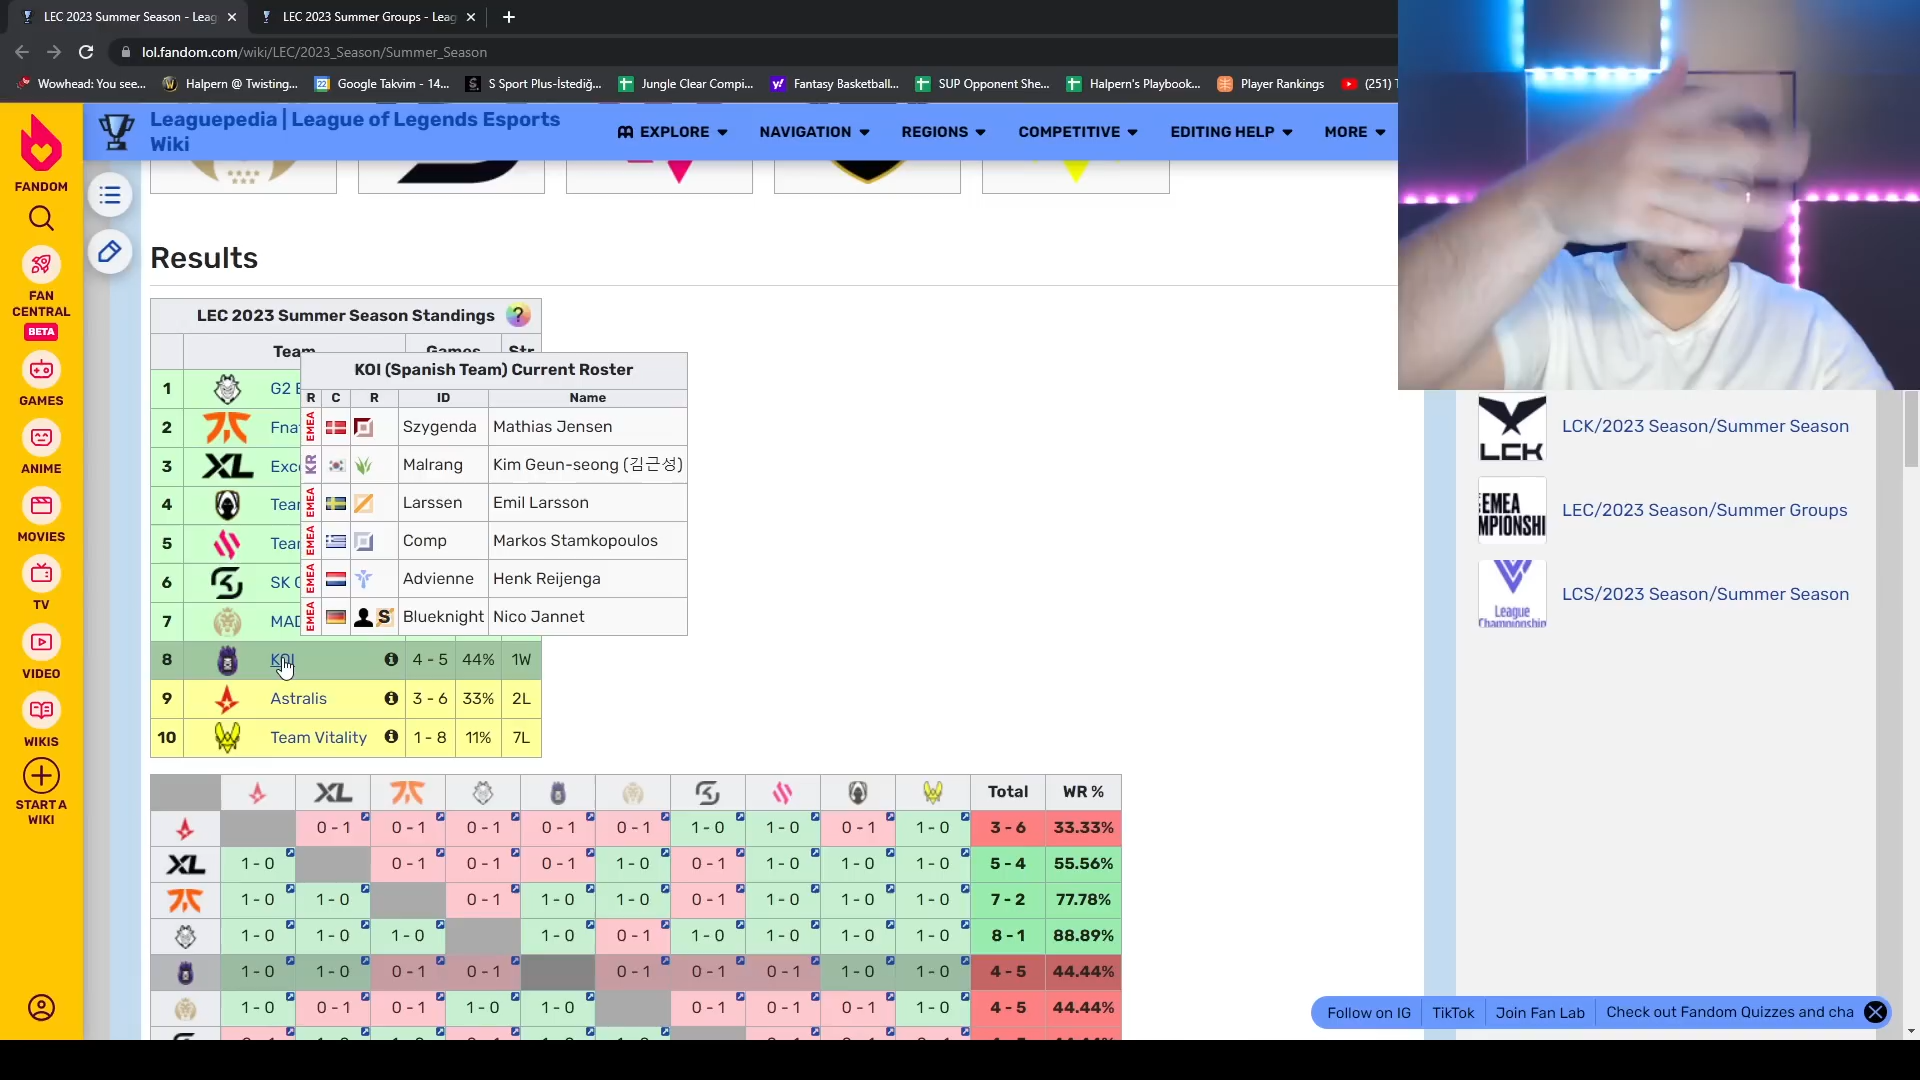 LEC 2023 Summer Season - Leag
LEC 2023 Summer Groups - Leag
lol.fandom.com/wiki/LEC/2023_Season/Summer_Season
Wowhead: You see...
Halpern @ Twisting...
22
Google Takvim - 14...
S Sport Plus-İstediğ...
Jungle Clear Compi...
Fantasy Basketball...
SUP Opponent She...
Halpern's Playbook...
Player Rankings
(251) T
FANDOM
FAN
CENTRAL
BETA
GAMES
ANIME
MOVIES
TV
VIDEO
WIKIS
START A
WIKI
Leaguepedia | League of Legends Esports
Wiki
EXPLORE
NAVIGATION
REGIONS
COMPETITIVE
EDITING HELP
MORE
Results
LEC 2023 Summer Season Standings ?
Team Games Str
1 G2 E
2 Fna
3 XL Exc
4 Tea
5 Tea
6 SK G
7 MAD
8 KOI 4 - 5 44% 1W
9 Astralis 3 - 6 33% 2L
10 Team Vitality 1 - 8 11% 7L
KOI (Spanish Team) Current Roster
R C R ID Name
EMEA Szygenda Mathias Jensen
KR Malrang Kim Geun-seong (김근성)
EMEA Larssen Emil Larsson
EMEA Comp Markos Stamkopoulos
EMEA Advienne Henk Reijenga
EMEA S Blueknight Nico Jannet
XL Total WR %
0 - 1 0 - 1 0 - 1 0 - 1 0 - 1 1 - 0 1 - 0 0 - 1 1 - 0 3 - 6 33.33%
XL 1 - 0 0 - 1 0 - 1 0 - 1 1 - 0 0 - 1 1 - 0 1 - 0 1 - 0 5 - 4 55.56%
1 - 0 1 - 0 0 - 1 1 - 0 1 - 0 0 - 1 1 - 0 1 - 0 1 - 0 7 - 2 77.78%
1 - 0 1 - 0 1 - 0 1 - 0 0 - 1 1 - 0 1 - 0 1 - 0 1 - 0 8 - 1 88.89%
1 - 0 1 - 0 0 - 1 0 - 1 0 - 1 0 - 1 0 - 1 1 - 0 1 - 0 4 - 5 44.44%
1 - 0 0 - 1 0 - 1 1 - 0 1 - 0 0 - 1 0 - 1 0 - 1 1 - 0 4 - 5 44.44%
LCK
LCK/2023 Season/Summer Season
EMEA
MPIONSHI
LEC/2023 Season/Summer Groups
League
Championship
LCS/2023 Season/Summer Season
Follow on IG
TikTok
Join Fan Lab
Check out Fandom Quizzes and cha